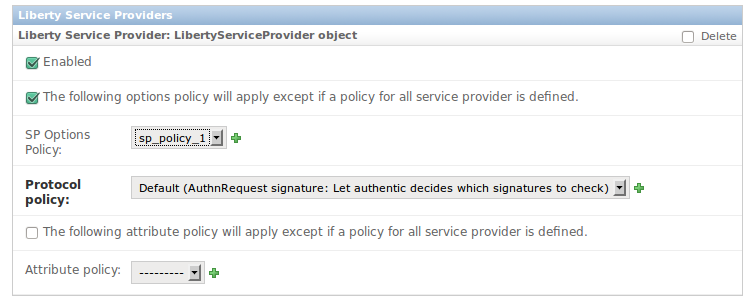 Liberty Service Providers
Liberty Service Provider: LibertyServiceProvider object
Delete
Enabled
The following options policy will apply except if a policy for all service provider is defined.
SP Options
Policy:
sp_policy_1
Protocol
policy:
Default (AuthnRequest signature: Let authentic decides which signatures to check)
The following attribute policy will apply except if a policy for all service provider is defined.
Attribute policy:
---------